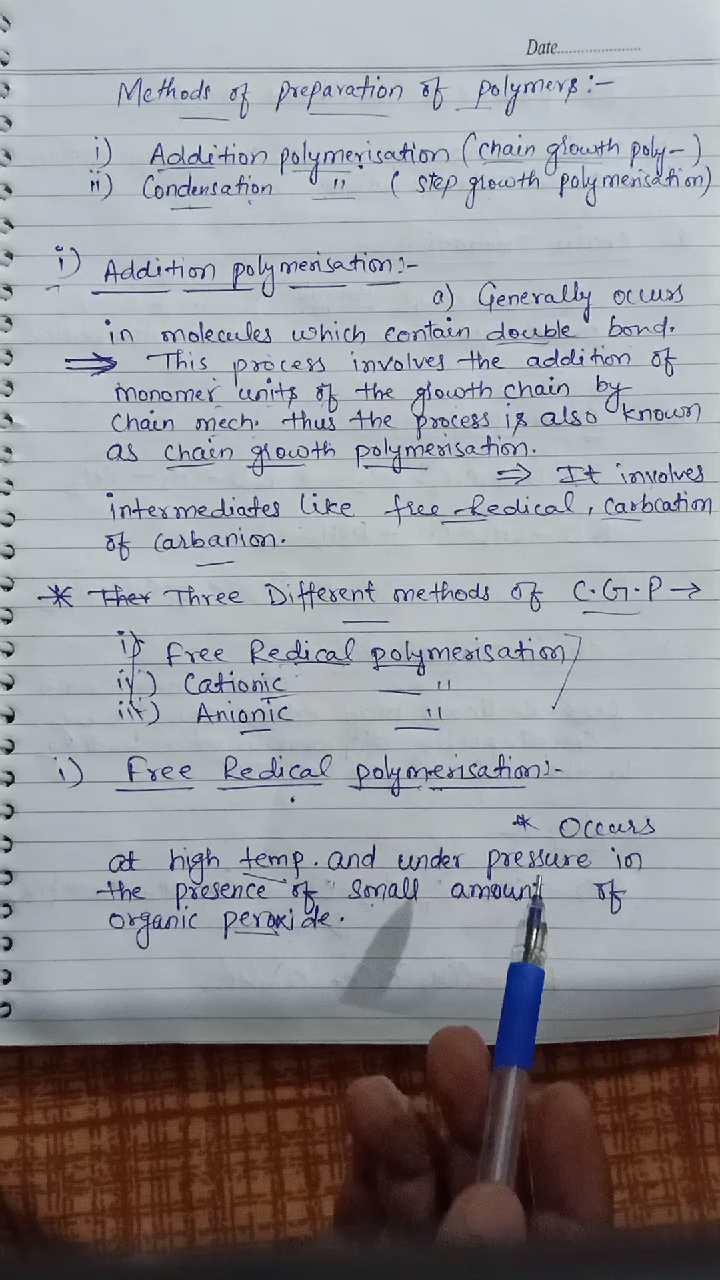 Date......................
Methods of preparation of polymers:-
i) Addition polymerisation (chain growth poly-)
ii) Condensation " (step growth polymerisation)
i) Addition polymerisation:-
a) Generally occurs
in molecules which contain double bond.
⇒ This process involves the addition of
monomer units of the growth chain by
chain mech. thus the process is also known
as chain growth polymerisation.
⇒ It involves
intermediates like free Redical, carbcation
of carbanion.
* Ther Three Different methods of C.G.P →
i) Free Redical polymerisation
ii) Cationic — "
iii) Anionic — "
i) Free Redical polymerisation:-
* Occurs
at high temp. and under pressure in
the presence of small amount of
organic peroxide.